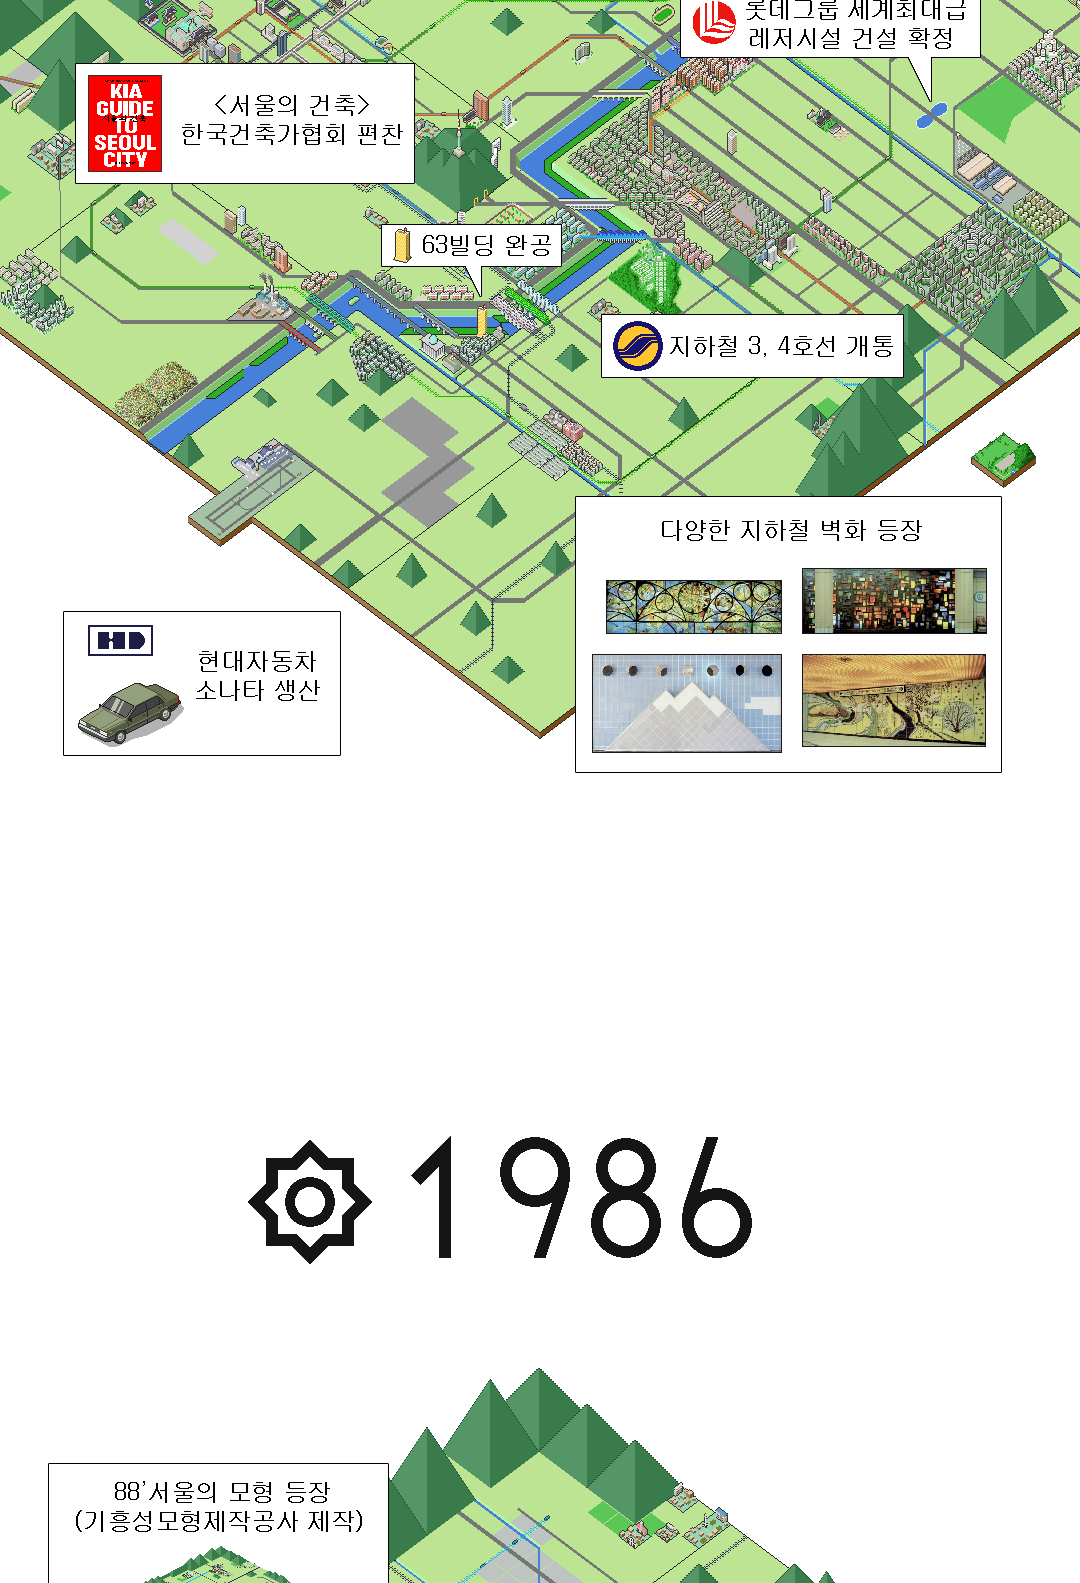 롯데그룹 세계최대급
레저시설 건설 확정
KIA
GUIDE
TO
SEOUL
CITY
<서울의 건축>
한국건축가협회 편찬
63빌딩 완공
지하철 3, 4호선 개통
다양한 지하철 벽화 등장
HD
현대자동차
소나타 생산
1986
88'서울의 모형 등장
(기흥성모형제작공사 제작)